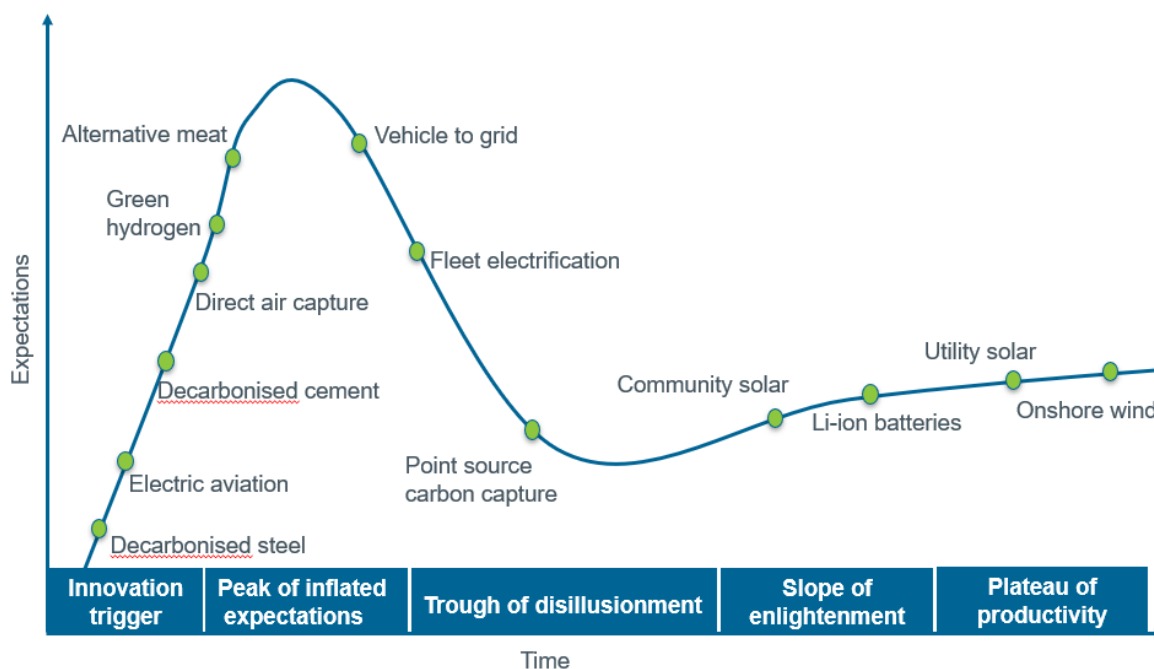 Alternative meat
Vehicle to grid
Green
hydrogen
Fleet electrification
Direct air capture
Expectations
Utility solar
Community solar
Decarbonised cement
Onshore wind
Li-ion batteries
Point source
carbon capture
Electric aviation
Decarbonised steel
Innovation
trigger
Peak of inflated
expectations
Trough of disillusionment
Slope of
enlightenment
Plateau of
productivity
Time